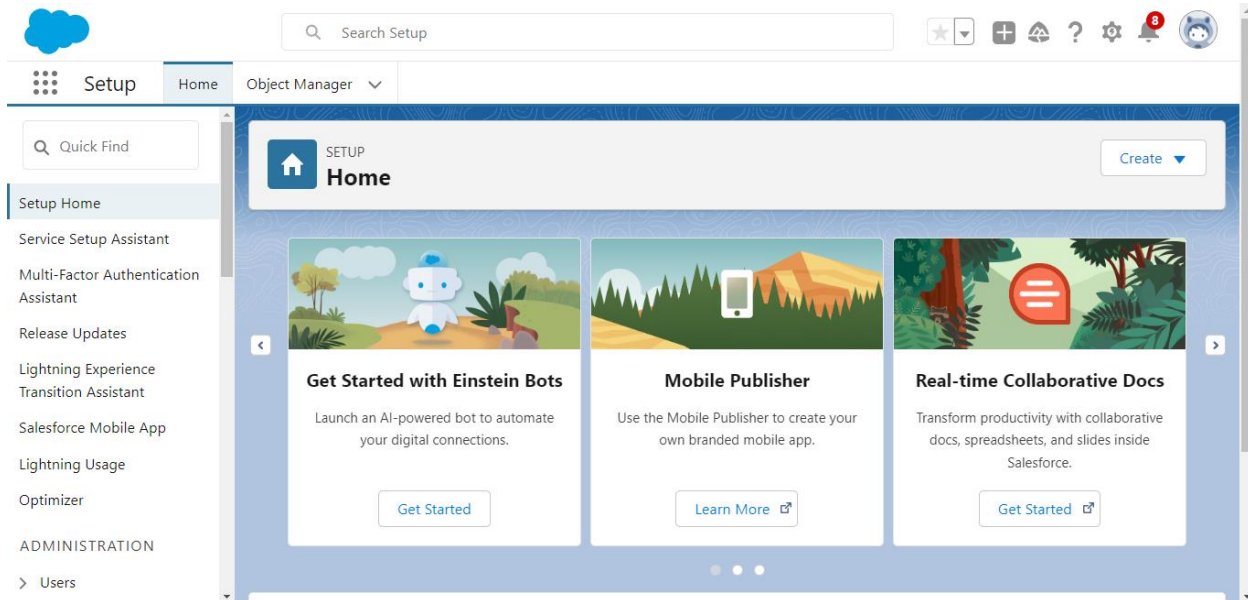 Search Setup
8
Setup
Home
Object Manager
Quick Find
Setup Home
Service Setup Assistant
Multi-Factor Authentication
Assistant
Release Updates
Lightning Experience
Transition Assistant
Salesforce Mobile App
Lightning Usage
Optimizer
ADMINISTRATION
Users
SETUP
Home
Create
Get Started with Einstein Bots
Launch an AI-powered bot to automate
your digital connections.
Get Started
Mobile Publisher
Use the Mobile Publisher to create your
own branded mobile app.
Learn More
Real-time Collaborative Docs
Transform productivity with collaborative
docs, spreadsheets, and slides inside
Salesforce.
Get Started